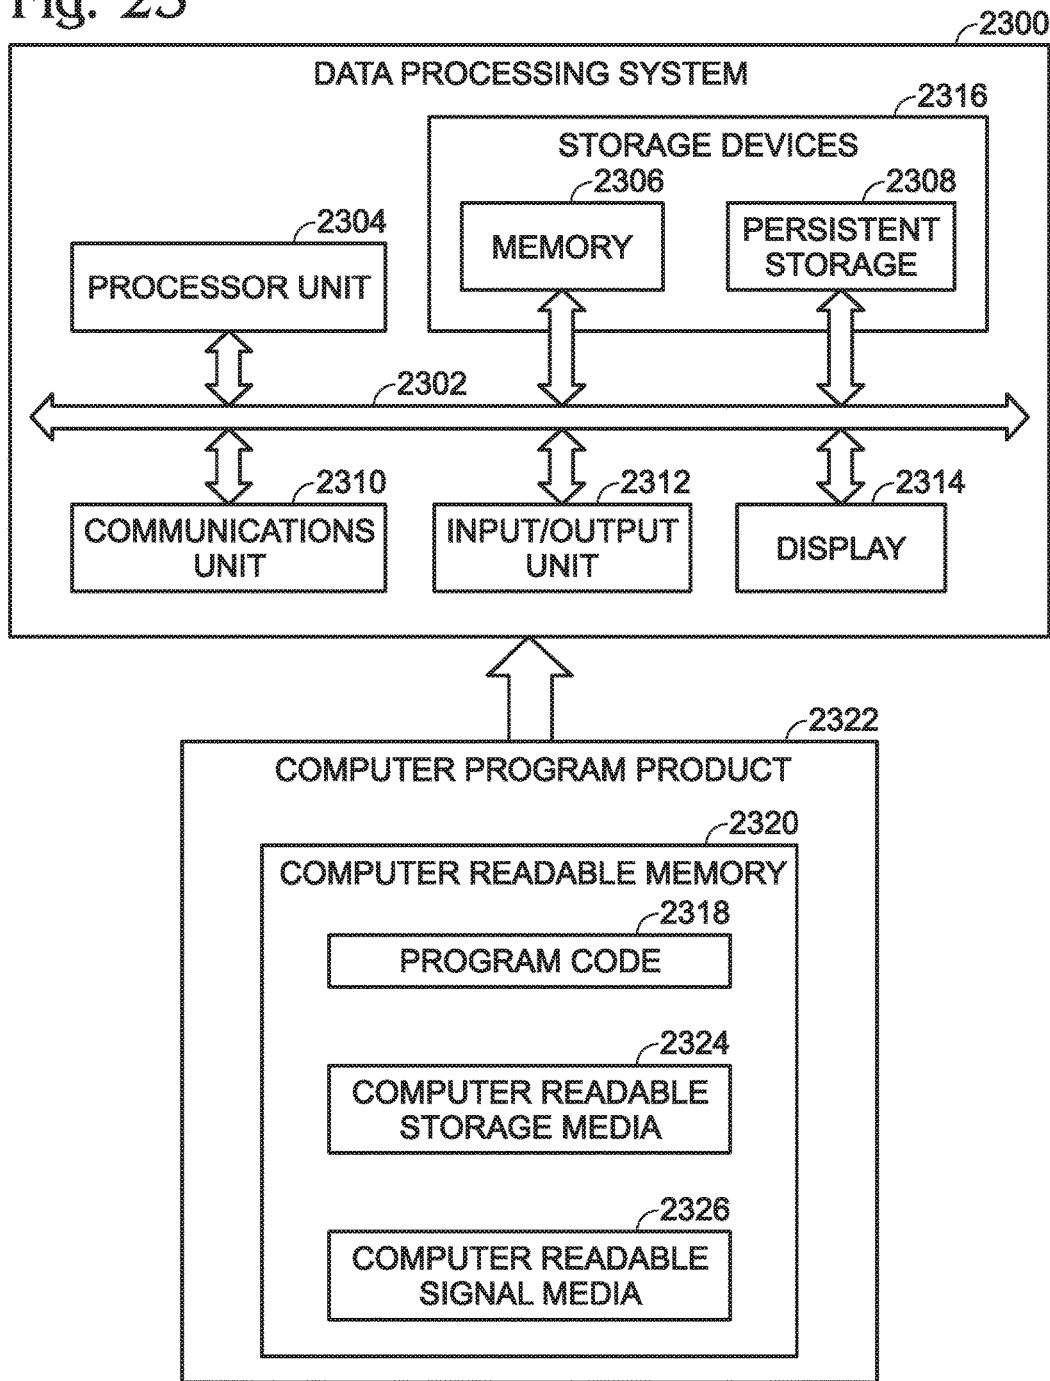 Fig. 23
2300
DATA PROCESSING SYSTEM
2316
STORAGE DEVICES
2306
2308
2304
MEMORY
PERSISTENT
STORAGE
PROCESSOR UNIT
2302
2310
2312
2314
COMMUNICATIONS
UNIT
INPUT/OUTPUT
UNIT
DISPLAY
2322
COMPUTER PROGRAM PRODUCT
2320
COMPUTER READABLE MEMORY
2318
PROGRAM CODE
2324
COMPUTER READABLE
STORAGE MEDIA
2326
COMPUTER READABLE
SIGNAL MEDIA